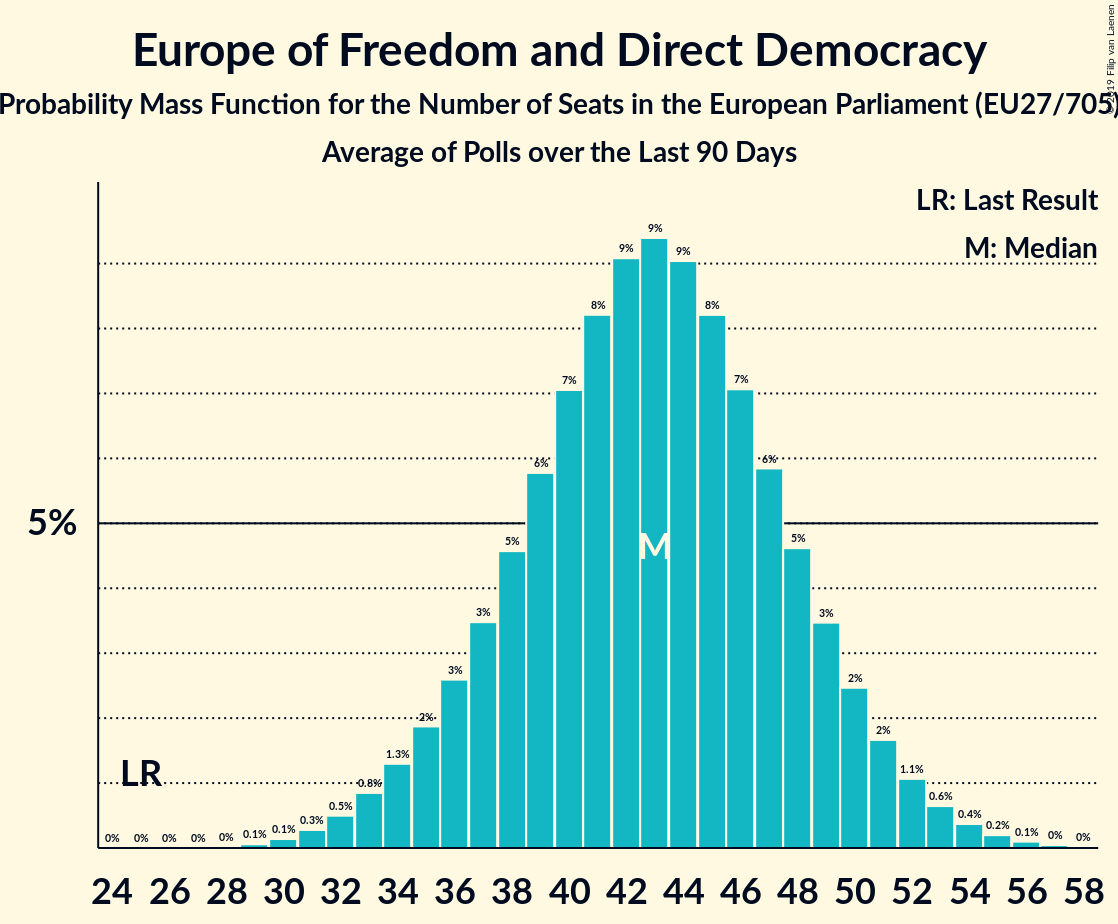 Europe of Freedom and Direct Democracy
Probability Mass Function for the Number of Seats in the European Parliament (EU27/705)
Average of Polls over the Last 90 Days
© 2019 Filip van Laenen
LR: Last Result
M: Median
5%
LR
M
0% 0% 0% 0% 0% 0.1% 0.1% 0.3% 0.5% 0.8% 1.3% 2% 3% 3% 5% 6% 7% 8% 9% 9% 9% 8% 7% 6% 5% 3% 2% 2% 1.1% 0.6% 0.4% 0.2% 0.1% 0% 0%
24 26 28 30 32 34 36 38 40 42 44 46 48 50 52 54 56 58